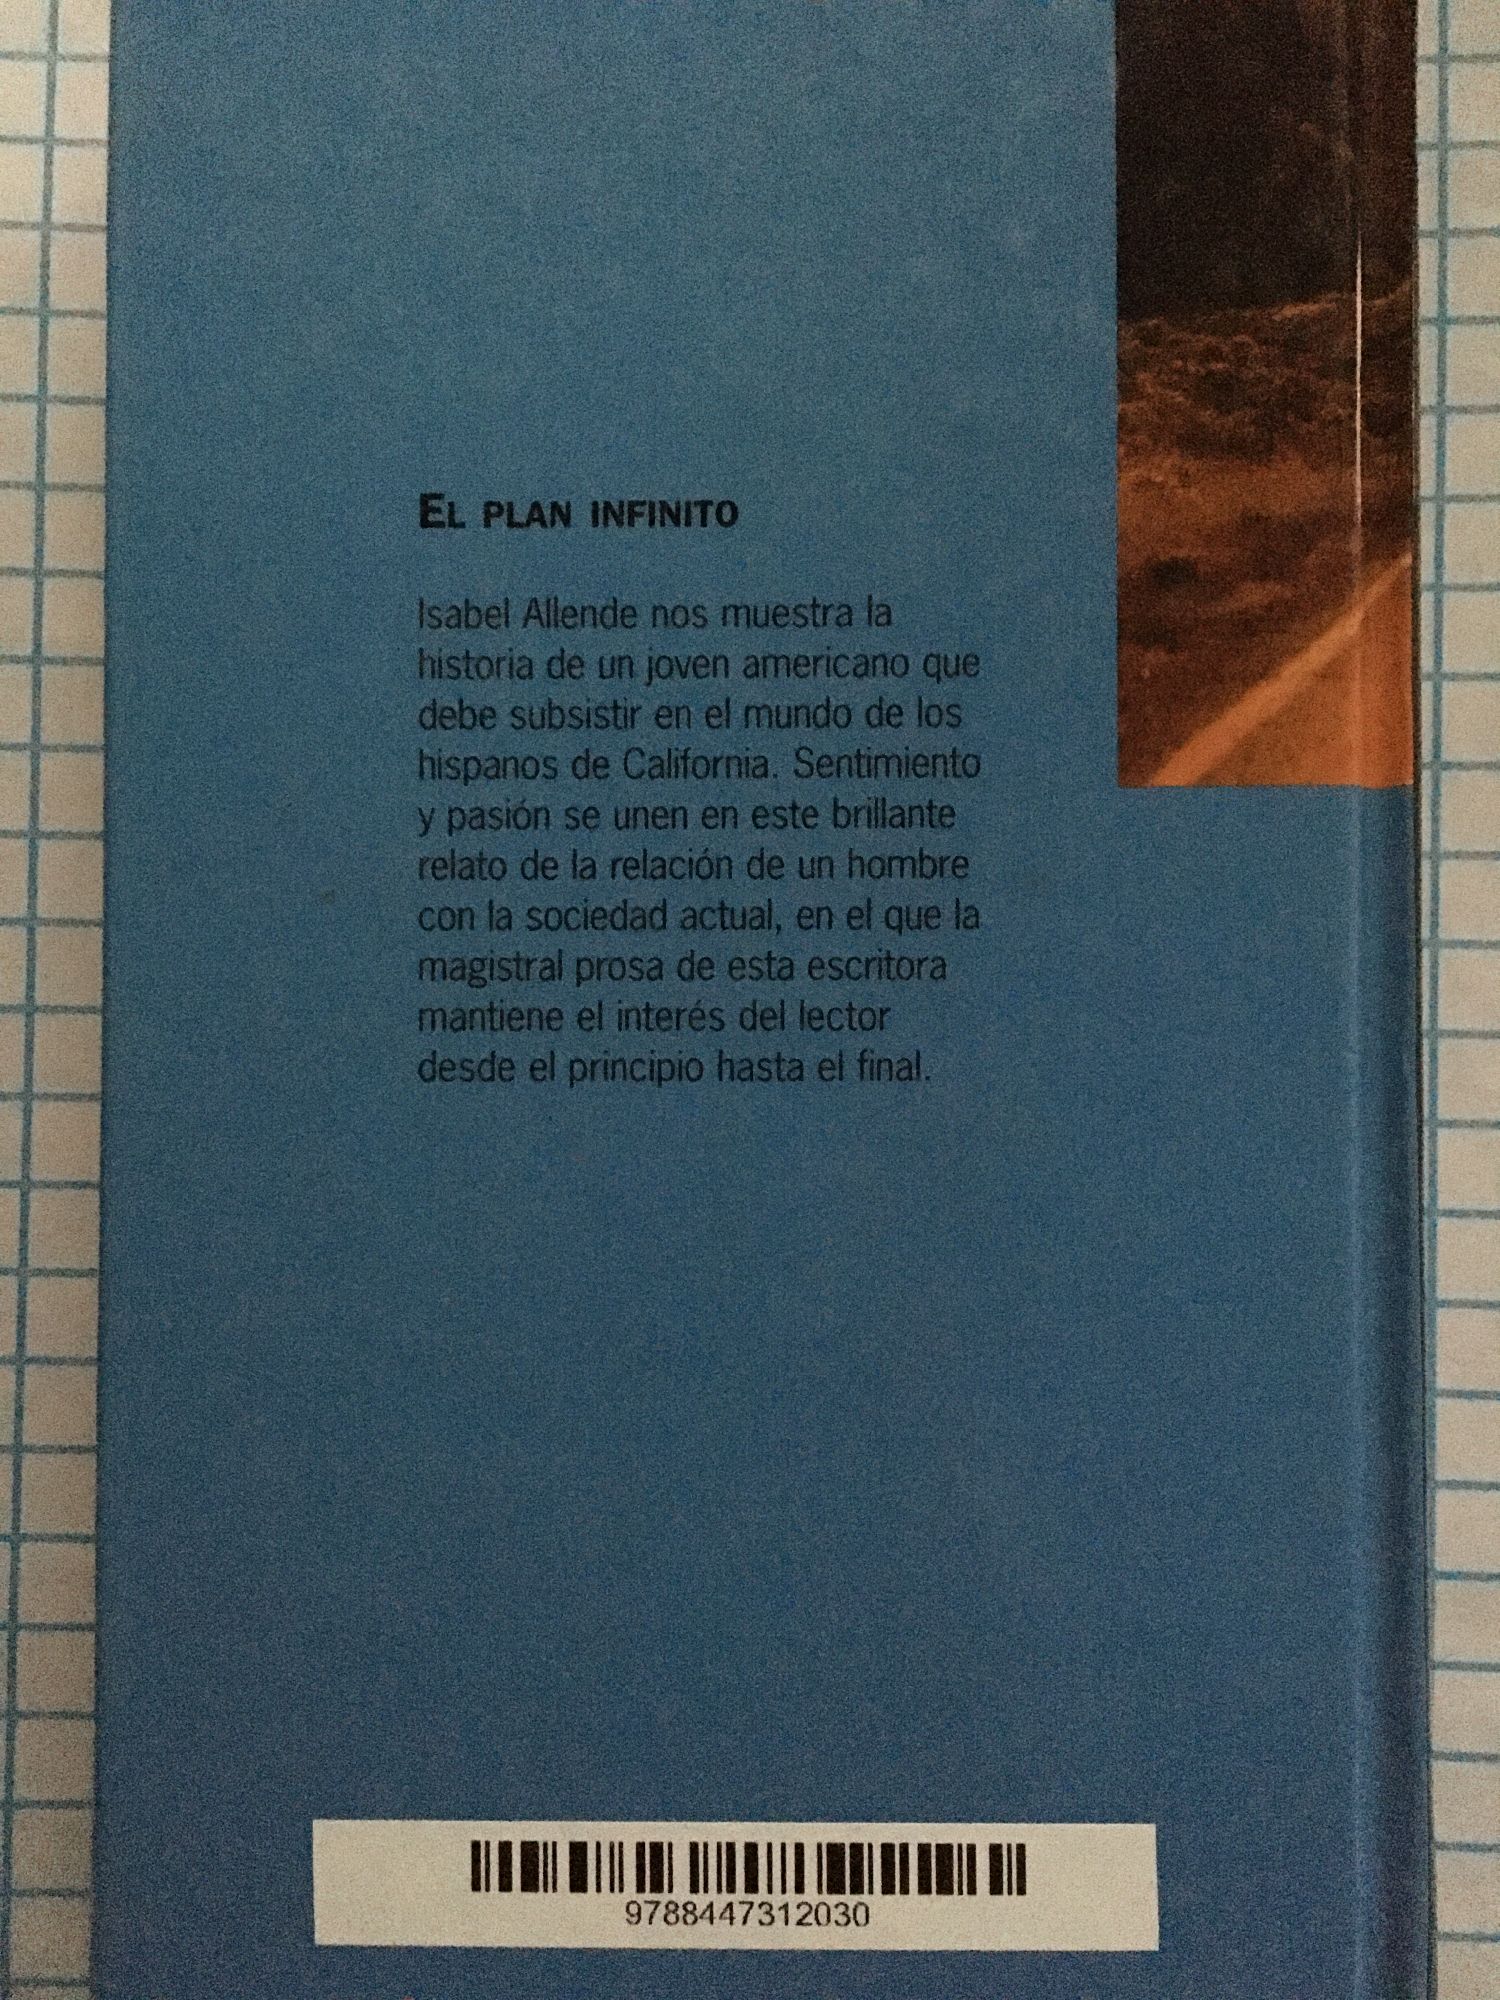 EL PLAN INFINITO
Isabel Allende nos muestra la
historia de un joven americano que
debe subsistir en el mundo de los
hispanos de California. Sentimiento
y pasión se unen en este brillante
relato de la relación de un hombre
con la sociedad actual, en el que la
magistral prosa de esta escritora
mantiene el interés del lector
desde el principio hasta el final.
9788447312030